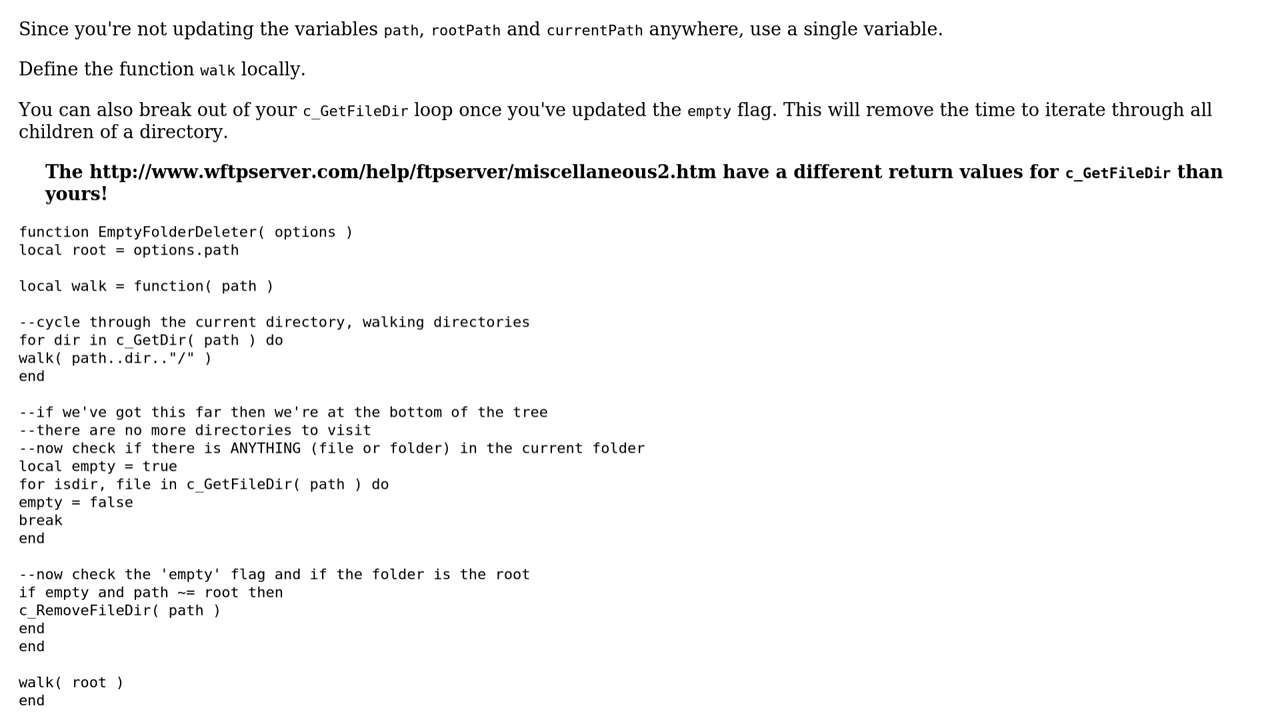 Since you're not updating the variables path, rootPath and currentPath anywhere, use a single variable.
Define the function walk locally.
You can also break out of your c_GetFileDir loop once you've updated the empty flag. This will remove the time to iterate through all
children of a directory.
The http://www.wftpserver.com/help/ftpserver/miscellaneous2.htm have a different return values for c_GetFileDir than
yours!
function EmptyFolderDeleter( options )
local root = options.path
local walk = function( path )
--cycle through the current directory, walking directories
for dir in c_GetDir( path ) do
walk( path..dir.."/" )
end
--if we've got this far then we're at the bottom of the tree
--there are no more directories to visit
--now check if there is ANYTHING (file or folder) in the current folder
local empty = true
for isdir, file in c_GetFileDir( path ) do
empty = false
break
end
--now check the 'empty' flag and if the folder is the root
if empty and path ~= root then
c_RemoveFileDir( path )
end
end
walk( root )
end